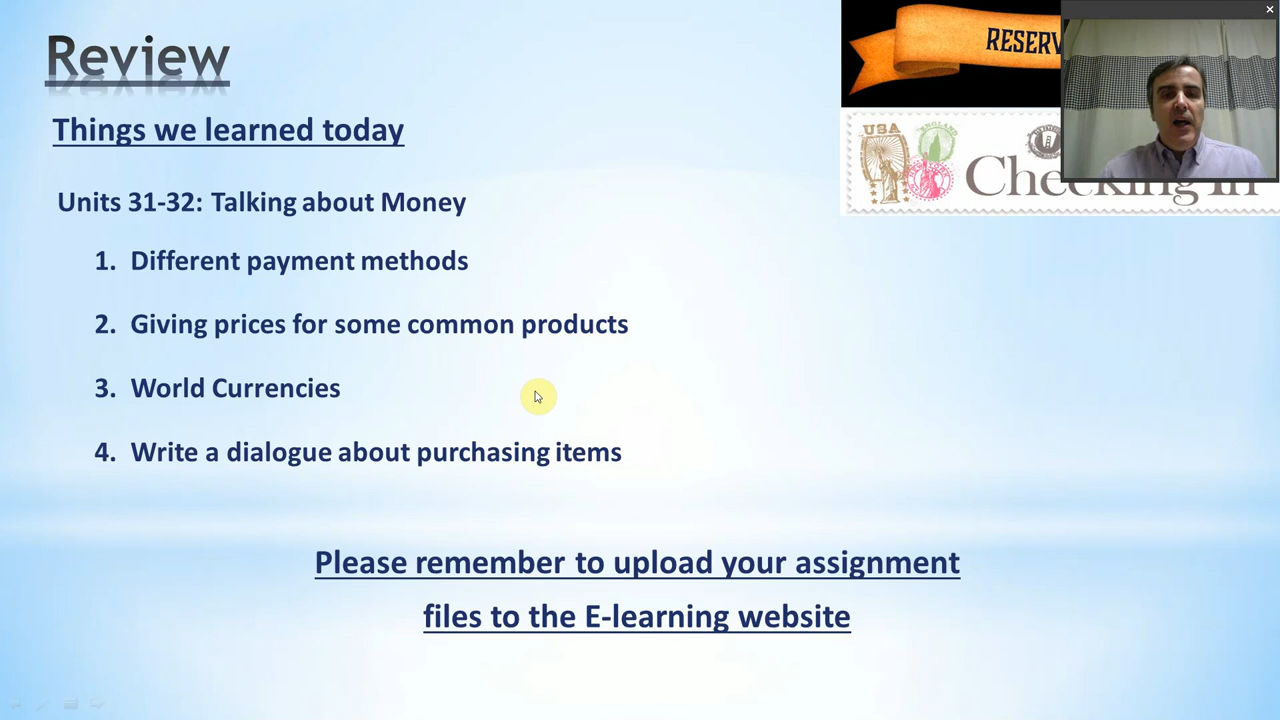 Review
Things we learned today
Units 31-32: Talking about Money
1. Different payment methods
2. Giving prices for some common products
3. World Currencies
4. Write a dialogue about purchasing items
Please remember to upload your assignment
files to the E-learning website
RESERV
USA
ENGLAND
Checking In